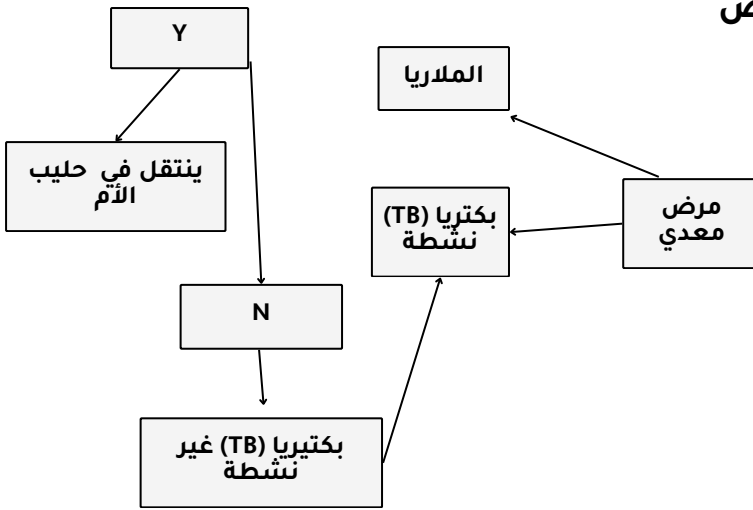 Y
الملاريا
ينتقل في حليب
الأم
بكتريا (TB)
نشطة
مرض
معدي
N
بكتيريا (TB) غير
نشطة